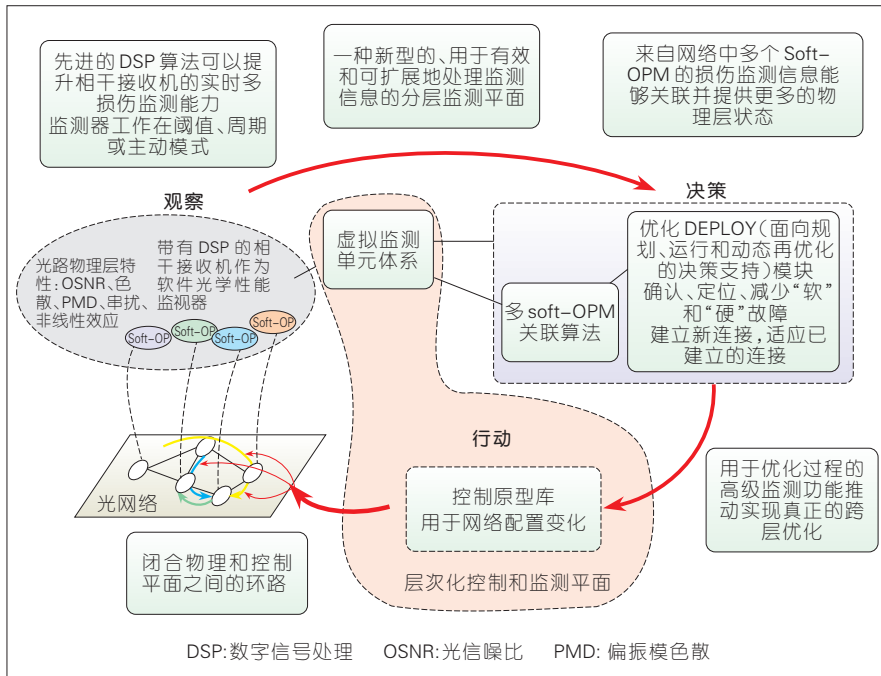 先进的 DSP 算法可以提
升相干接收机的实时多
损伤监测能力
监测器工作在阈值、周期
或主动模式
一种新型的、用于有效
和可扩展地处理监测
信息的分层监测平面
来自网络中多个 Soft-
OPM 的损伤监测信息能
够关联并提供更多的物
理层状态
观察
决策
光路物理层特
性：OSNR、色
散、PMD、串扰、
非线性效应
带有 DSP 的相
干接收机作为
软件光学性能
监视器
Soft-OP
Soft-OP
Soft-OP
Soft-OP
虚拟监测
单元体系
多 soft-OPM
关联算法
优化 DEPLOY（面向规
划、运行和动态再优化
的决策支持）模块
确认、定位、减少“软”
和“硬”故障
建立新连接，适应已
建立的连接
行动
控制原型库
用于网络配置变化
层次化控制和监测平面
光网络
闭合物理和控制
平面之间的环路
用于优化过程的
高级监测功能推
动实现真正的跨
层优化
DSP：数字信号处理 OSNR：光信噪比 PMD：偏振模色散